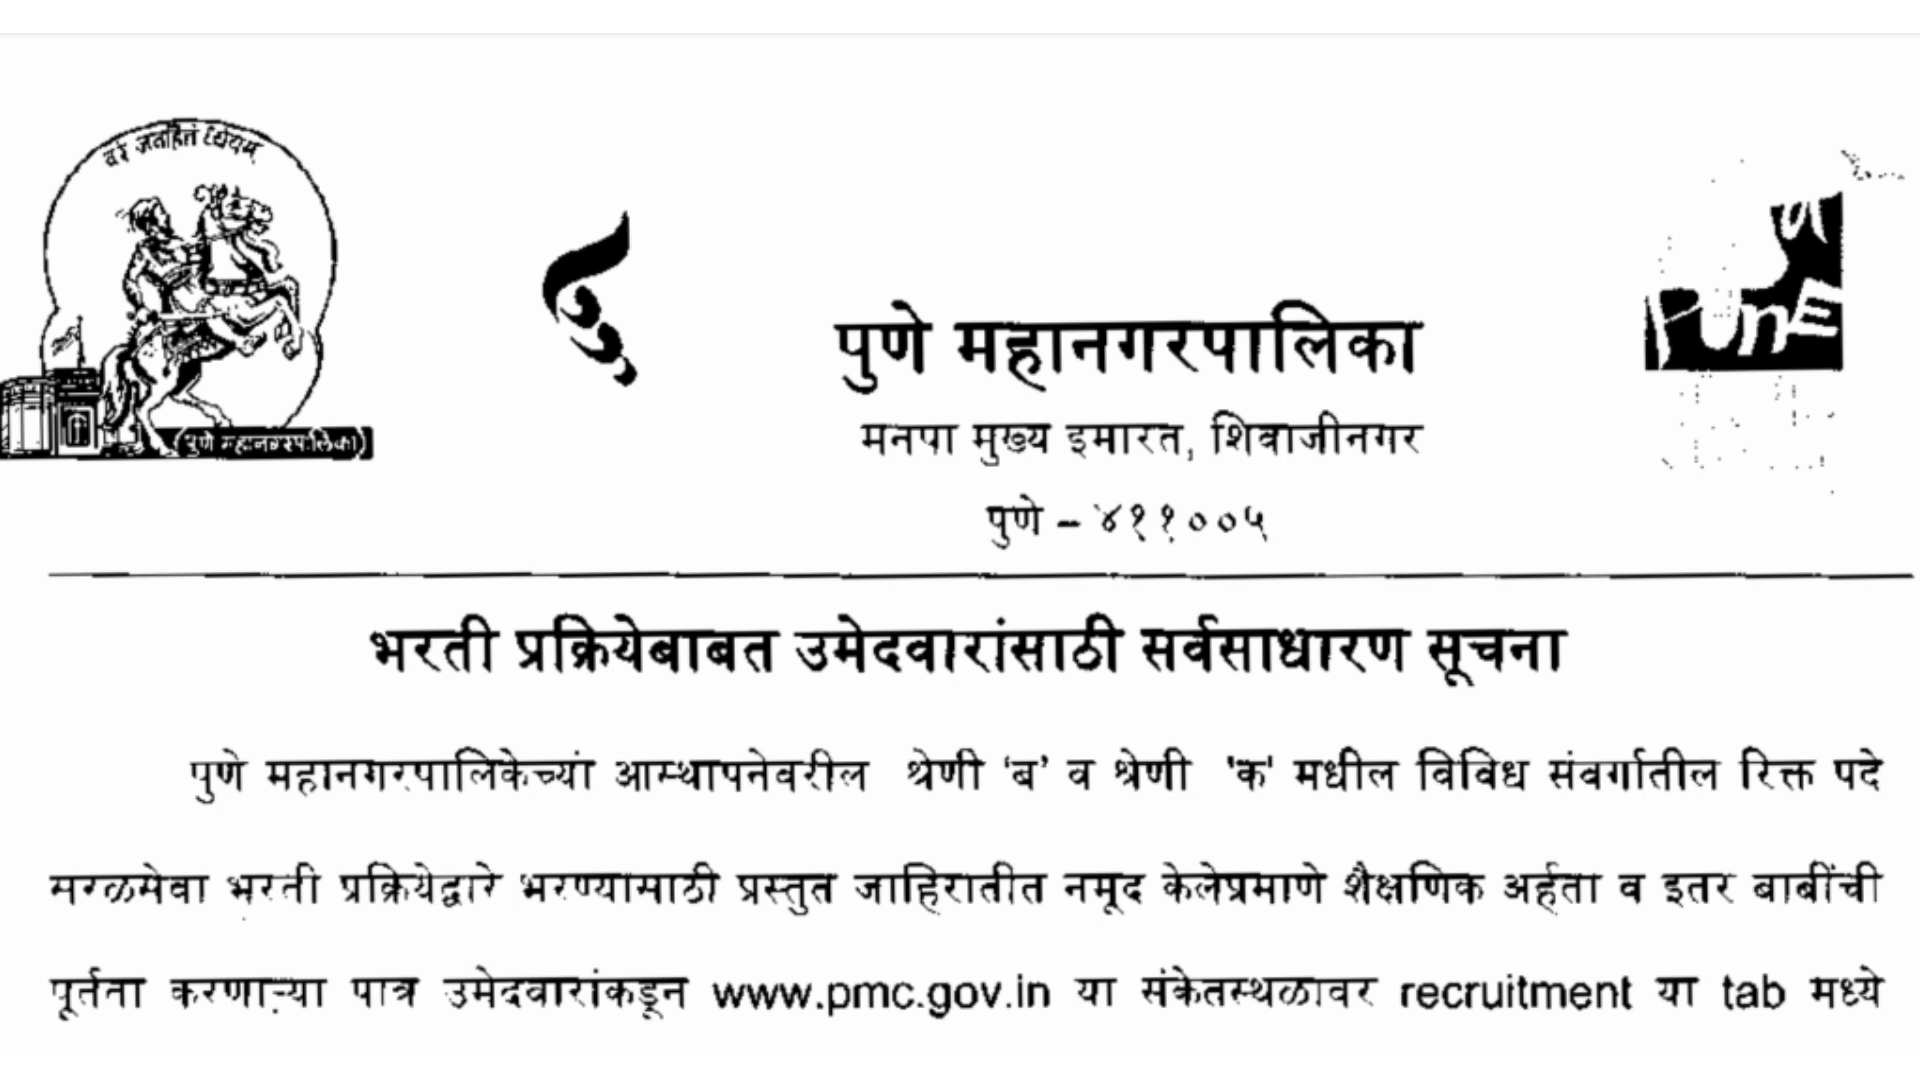 वरं जनहितं ध्येयम्
(पुणे महानगरपालिका)
PUNE
पुणे महानगरपालिका
मनपा मुख्य इमारत, शिवाजीनगर
पुणे – ४११००५
भरती प्रक्रियेबाबत उमेदवारांसाठी सर्वसाधारण सूचना
पुणे महानगरपालिकेच्यां आस्थापनेवरील श्रेणी 'ब' व श्रेणी 'क' मधील विविध संवर्गातील रिक्त पदे
सरळसेवा भरती प्रक्रियेद्वारे भरण्यासाठी प्रस्तुत जाहिरातीत नमूद केलेप्रमाणे शैक्षणिक अर्हता व इतर बाबींची
पूर्तता करणाऱ्या पात्र उमेदवारांकडून www.pmc.gov.in या संकेतस्थळावर recruitment या tab मध्ये